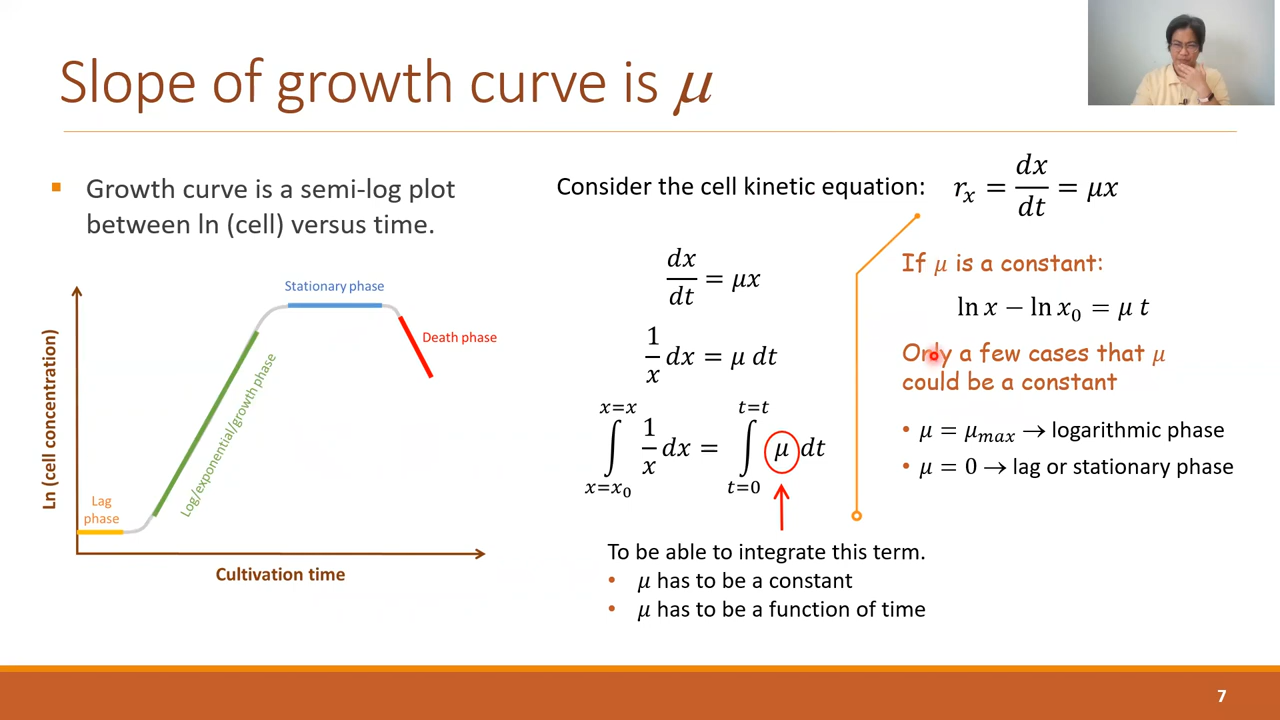 Slope of growth curve is μ
▪ Growth curve is a semi-log plot
between ln (cell) versus time.
Ln (cell concentration)
Lag
phase
Log/exponential/growth phase
Stationary phase
Death phase
Cultivation time
Consider the cell kinetic equation: r_x = dx/dt = μx
dx/dt = μx
1/x dx = μ dt
∫_{x=x_0}^{x=x} 1/x dx = ∫_{t=0}^{t=t} μ dt
To be able to integrate this term.
• μ has to be a constant
• μ has to be a function of time
If μ is a constant:
ln x − ln x_0 = μ t
Only a few cases that μ
could be a constant
• μ = μ_max → logarithmic phase
• μ = 0 → lag or stationary phase
7